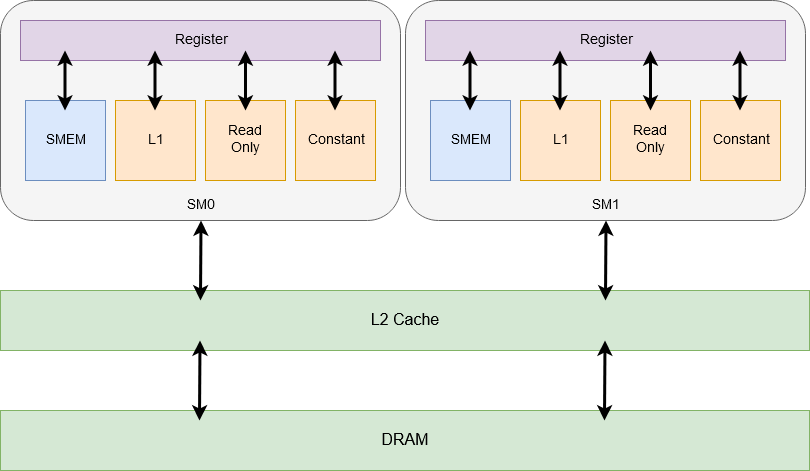 Register
Register
SMEM
L1
Read
Only
Constant
SMEM
L1
Read
Only
Constant
SM0
SM1
L2 Cache
DRAM